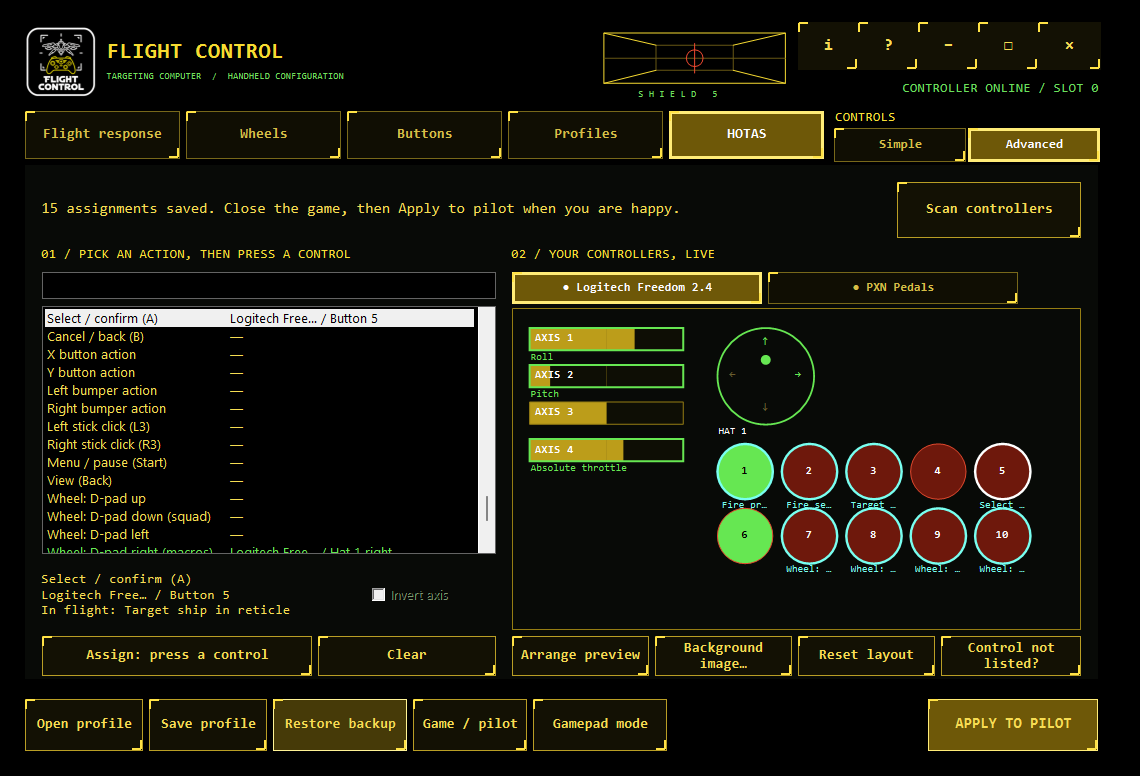 FLIGHT CONTROL
FLIGHT CONTROL
TARGETING COMPUTER / HANDHELD CONFIGURATION
SHIELD 5
i ? − □ ×
CONTROLLER ONLINE / SLOT 0
Flight response
Wheels
Buttons
Profiles
HOTAS
CONTROLS
Simple
Advanced
15 assignments saved. Close the game, then Apply to pilot when you are happy.
Scan controllers
01 / PICK AN ACTION, THEN PRESS A CONTROL
Select / confirm (A) Logitech Free… / Button 5
Cancel / back (B) —
X button action —
Y button action —
Left bumper action —
Right bumper action —
Left stick click (L3) —
Right stick click (R3) —
Menu / pause (Start) —
View (Back) —
Wheel: D-pad up —
Wheel: D-pad down (squad) —
Wheel: D-pad left —
Wheel: D-pad right (macros) Logitech Free… / Hat 1 right
Select / confirm (A)
Logitech Free… / Button 5
In flight: Target ship in reticle
Invert axis
Assign: press a control
Clear
02 / YOUR CONTROLLERS, LIVE
● Logitech Freedom 2.4
● PXN Pedals
AXIS 1
Roll
AXIS 2
Pitch
AXIS 3
AXIS 4
Absolute throttle
↑
← →
↓
HAT 1
1 2 3 4 5
Fire pr… Fire se… Target … Select …
6 7 8 9 10
Wheel: … Wheel: … Wheel: … Wheel: …
Arrange preview
Background image…
Reset layout
Control not listed?
Open profile
Save profile
Restore backup
Game / pilot
Gamepad mode
APPLY TO PILOT